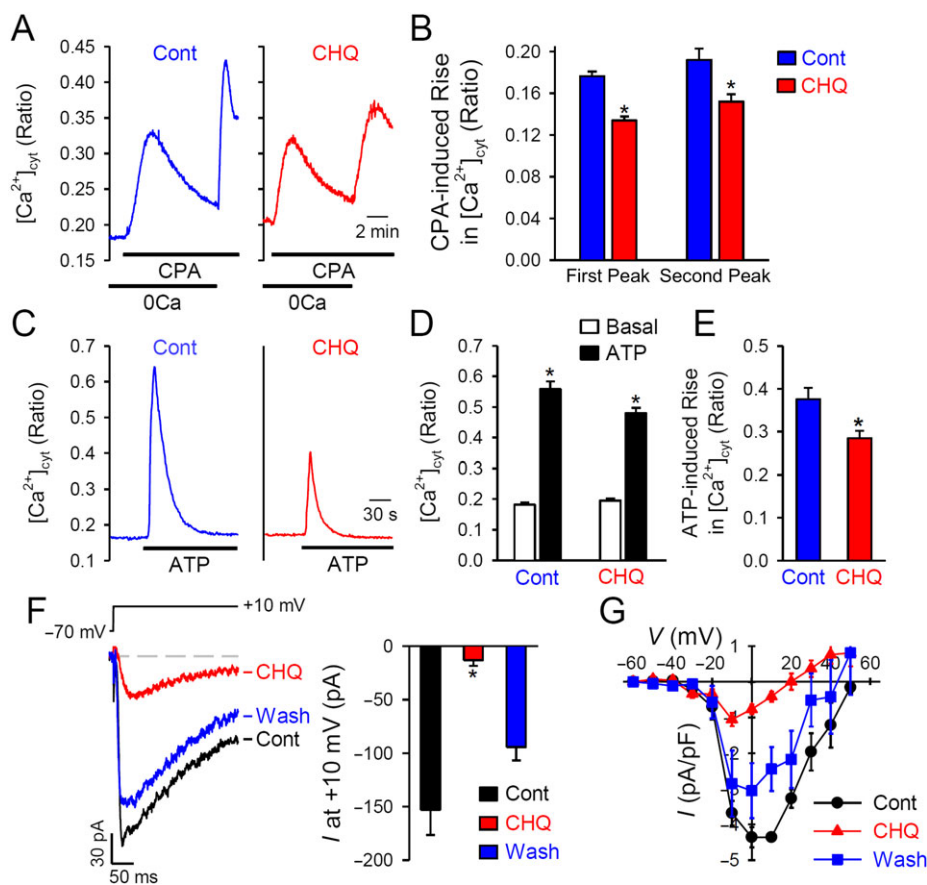 A
Cont
CHQ
[Ca2+]cyt (Ratio)
0.45
0.40
0.35
0.30
0.25
0.20
0.15
2 min
CPA
CPA
0Ca
0Ca
B
CPA-induced Rise
in [Ca2+]cyt (Ratio)
0.20
0.16
0.12
0.08
0.04
0.00
*
*
Cont
CHQ
First Peak
Second Peak
C
Cont
CHQ
[Ca2+]cyt (Ratio)
0.7
0.6
0.5
0.4
0.3
0.2
0.1
30 s
ATP
ATP
D
Basal
ATP
[Ca2+]cyt (Ratio)
0.7
0.6
0.5
0.4
0.3
0.2
0.1
0.0
*
*
Cont
CHQ
E
ATP-induced Rise
in [Ca2+]cyt (Ratio)
0.5
0.4
0.3
0.2
0.1
0.0
*
Cont
CHQ
F
+10 mV
−70 mV
CHQ
Wash
Cont
30 pA
50 ms
I at +10 mV (pA)
0
−50
−100
−150
−200
*
Cont
CHQ
Wash
G
V (mV)
1
−60
−40
−20
20
40
60
I (pA/pF)
−2
−4
−5
Cont
CHQ
Wash